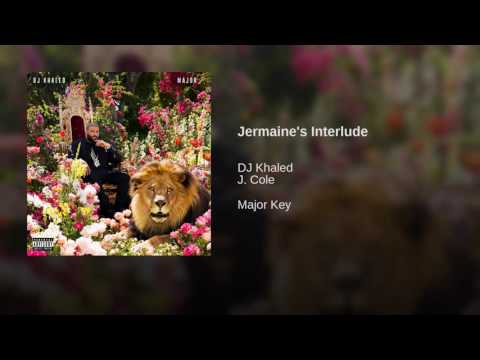 DJ KHALED
MAJOR
Jermaine's Interlude
DJ Khaled
J. Cole
Major Key
PARENTAL
ADVISORY
EXPLICIT CONTENT